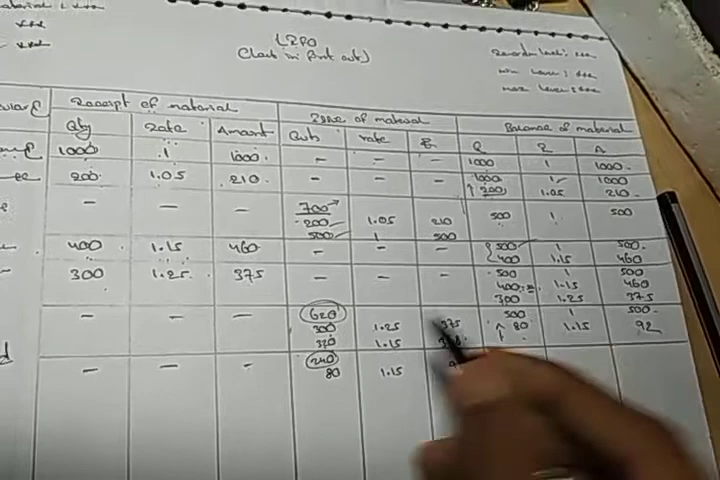 LIFO
(Last in first out)
Receipt of material Issue of material Balance of material
Qty Rate Amount Qnty rate Q R A
1000 1 1000 - - - 1000 1 1000
200 1.05 210 - - - 1000 1 1000
200 1.05 210
- - - 700
200 1.05 210 500 1 500
500 1 500
400 1.15 460 - - - 500 1 500
400 1.15 460
300 1.25 375 - - - 500 1 500
400 1.15 460
300 1.25 375
- - - 620 500 1 500
300 1.25 375 80 1.15 92
320 1.15
- - - 240
80 1.15